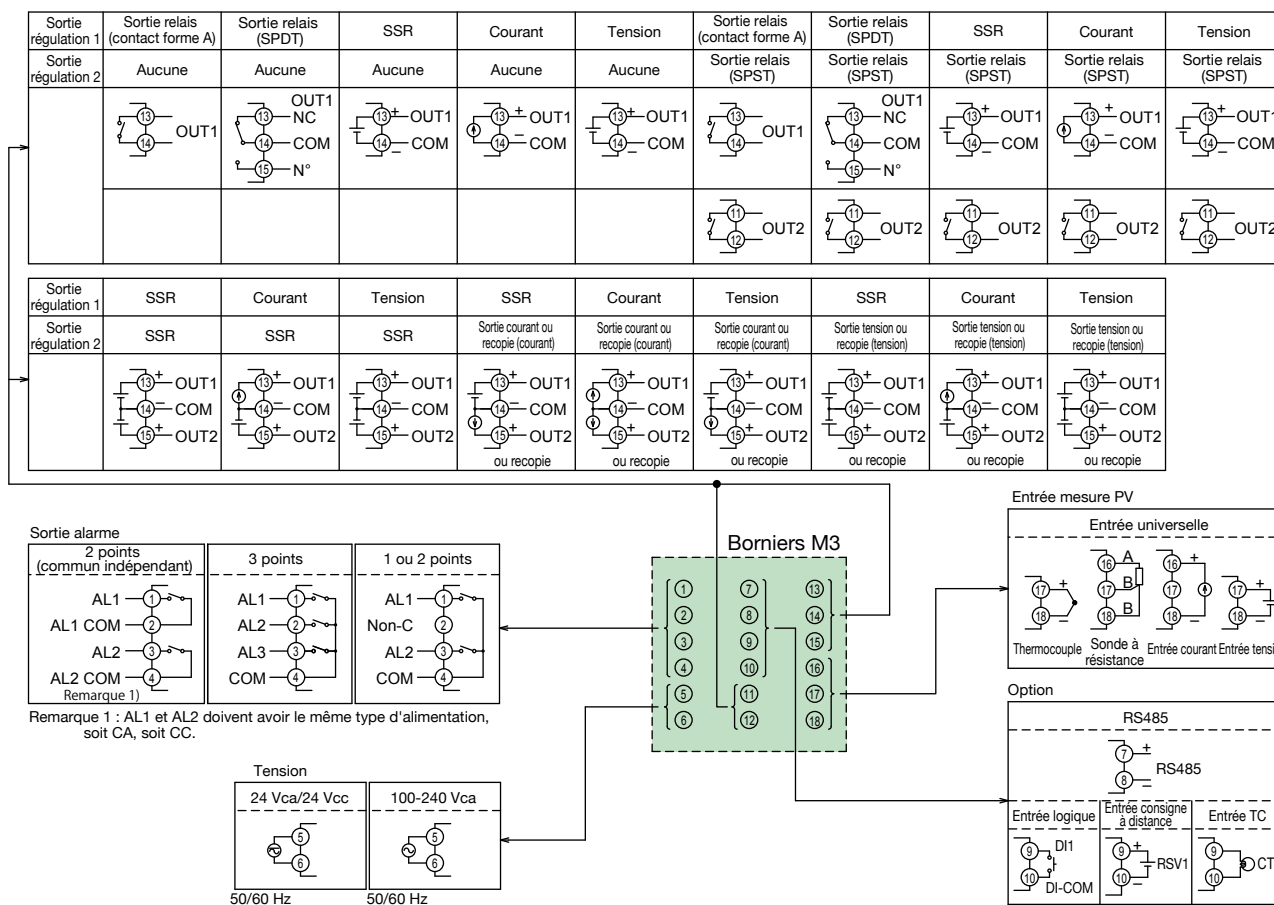 Sortie régulation 1
Sortie relais (contact forme A)
Sortie relais (SPDT)
SSR
Courant
Tension
Sortie relais (contact forme A)
Sortie relais (SPDT)
SSR
Courant
Tension
Sortie régulation 2
Aucune
Aucune
Aucune
Aucune
Aucune
Sortie relais (SPST)
Sortie relais (SPST)
Sortie relais (SPST)
Sortie relais (SPST)
Sortie relais (SPST)
13 14 OUT1
OUT1 13 NC 14 COM 15 N°
13 + OUT1 14 – COM
13 + OUT1 14 – COM
13 + OUT1 14 – COM
13 14 OUT1
OUT1 13 NC 14 COM 15 N°
13 + OUT1 14 – COM
13 + OUT1 14 – COM
13 + OUT1 14 – COM
11 12 OUT2
11 12 OUT2
11 12 OUT2
11 12 OUT2
11 12 OUT2
Sortie régulation 1
SSR
Courant
Tension
SSR
Courant
Tension
SSR
Courant
Tension
Sortie régulation 2
SSR
SSR
SSR
Sortie courant ou recopie (courant)
Sortie courant ou recopie (courant)
Sortie courant ou recopie (courant)
Sortie tension ou recopie (tension)
Sortie tension ou recopie (tension)
Sortie tension ou recopie (tension)
13 + OUT1 14 – COM 15 + OUT2
13 + OUT1 14 – COM 15 + OUT2
13 + OUT1 14 – COM 15 + OUT2
13 + OUT1 14 – COM 15 + OUT2 ou recopie
13 + OUT1 14 – COM 15 + OUT2 ou recopie
13 + OUT1 14 – COM 15 + OUT2 ou recopie
13 + OUT1 14 – COM 15 + OUT2 ou recopie
13 + OUT1 14 – COM 15 + OUT2 ou recopie
13 + OUT1 14 – COM 15 + OUT2 ou recopie
Sortie alarme
2 points (commun indépendant)
AL1 1
AL1 COM 2
AL2 3
AL2 COM 4
Remarque 1)
3 points
AL1 1
AL2 2
AL3 3
COM 4
1 ou 2 points
AL1 1
Non-C 2
AL2 3
COM 4
Remarque 1 : AL1 et AL2 doivent avoir le même type d'alimentation,
soit CA, soit CC.
Tension
24 Vca/24 Vcc
5
6
50/60 Hz
100-240 Vca
5
6
50/60 Hz
Borniers M3
1 7 13
2 8 14
3 9 15
4 10 16
5 11 17
6 12 18
Entrée mesure PV
Entrée universelle
17 + 18 – Thermocouple
16 A 17 B 18 B Sonde à résistance
16 + 17 18 – Entrée courant
17 + 18 – Entrée tensi
Option
RS485
7 + 8 – RS485
Entrée logique
9 DI1
10 DI-COM
Entrée consigne à distance
9 + 10 – RSV1
Entrée TC
9 10 CT